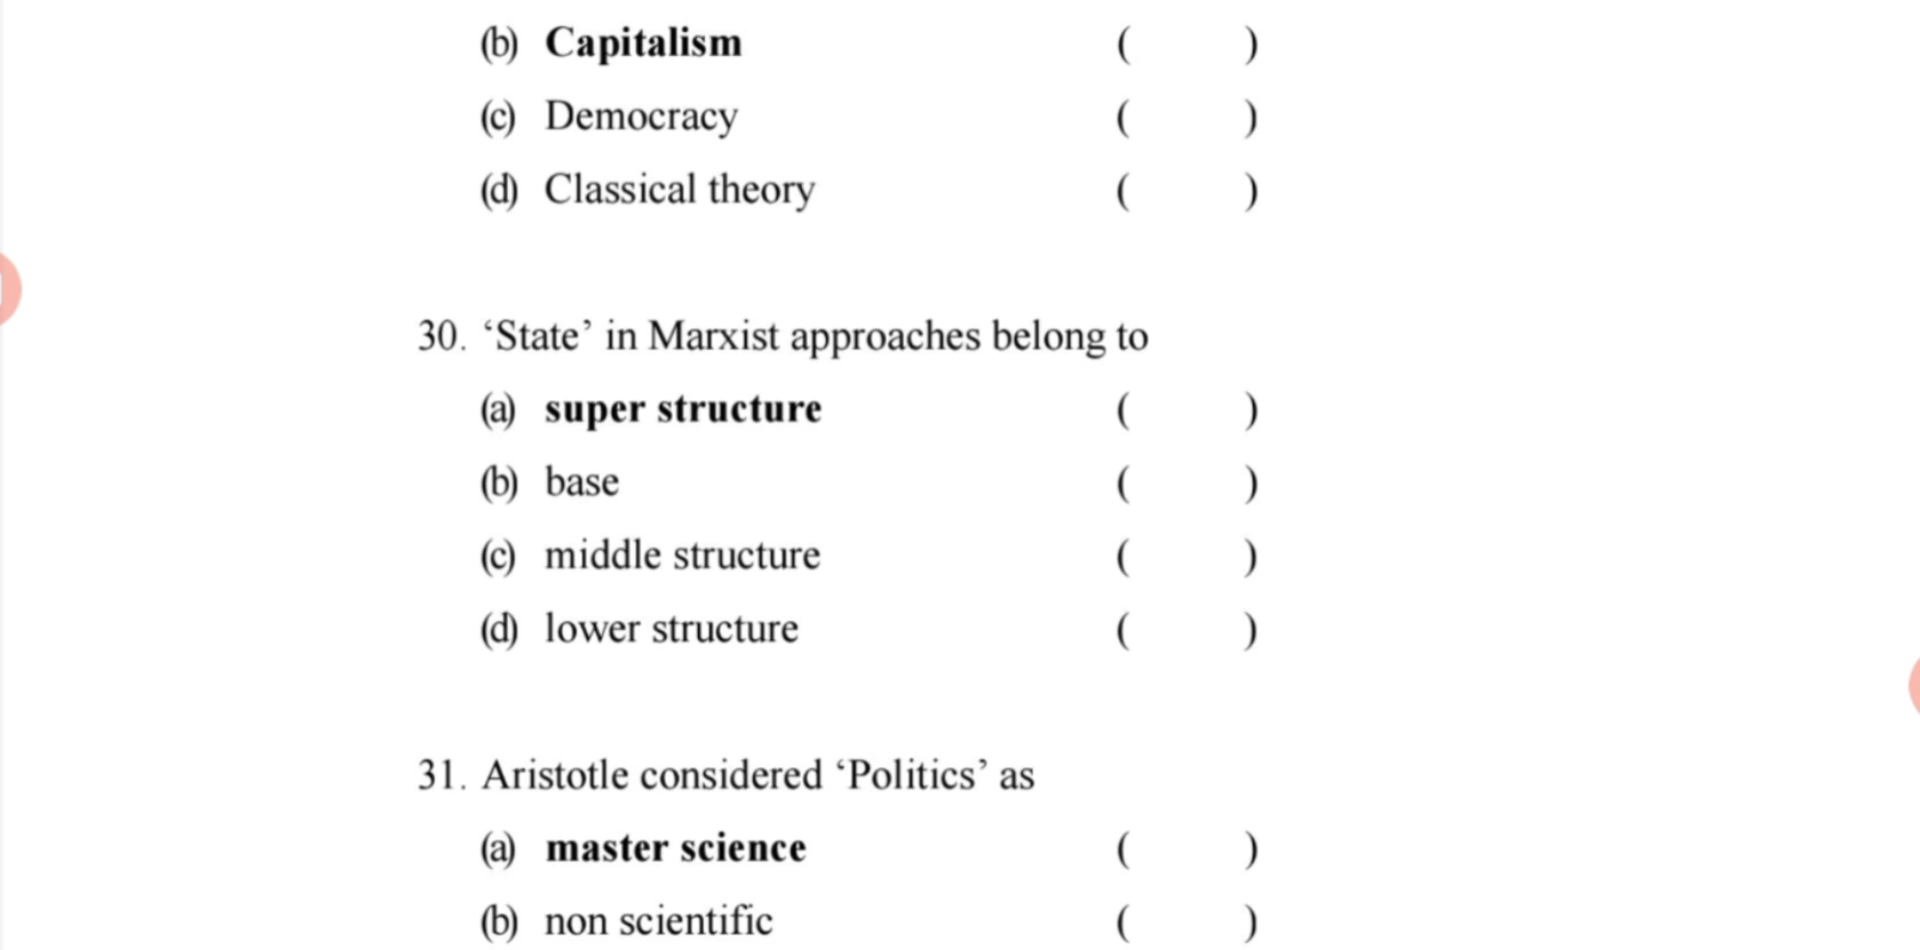 (b) Capitalism ( )
(c) Democracy ( )
(d) Classical theory ( )
30. ‘State’ in Marxist approaches belong to
(a) super structure ( )
(b) base ( )
(c) middle structure ( )
(d) lower structure ( )
31. Aristotle considered ‘Politics’ as
(a) master science ( )
(b) non scientific ( )